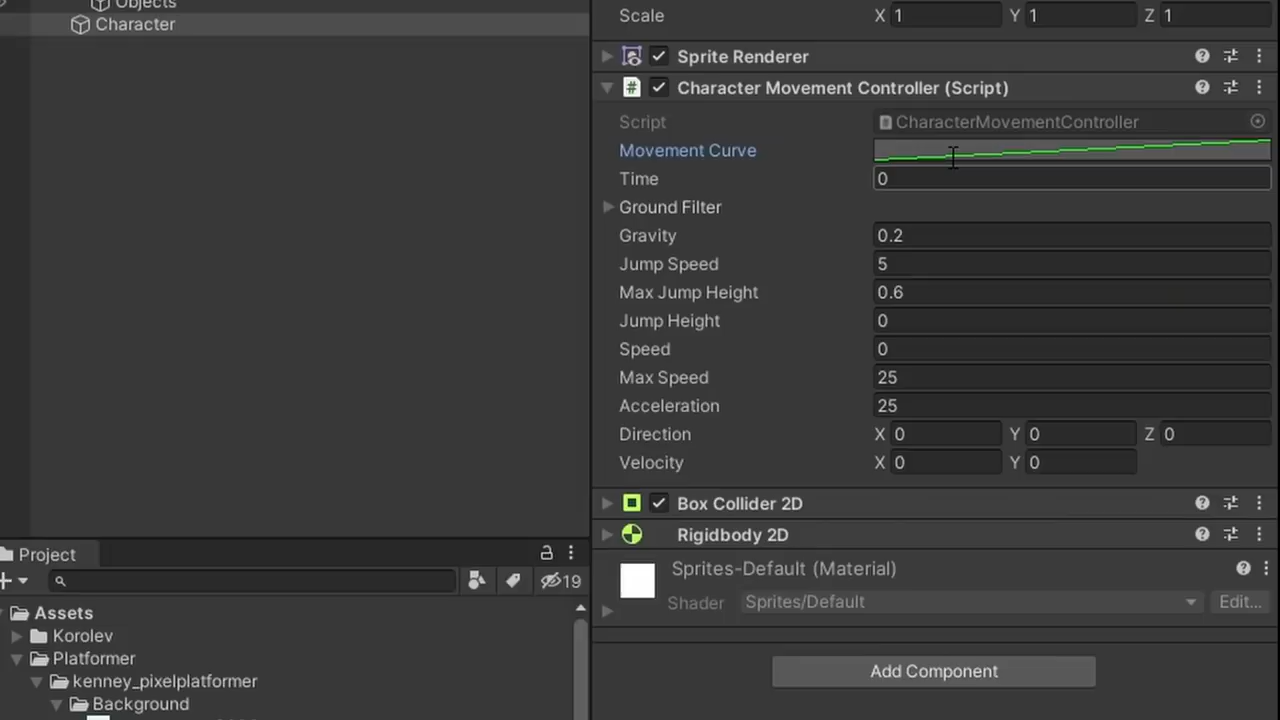 Objects
Character
Scale X 1 Y 1 Z 1
Sprite Renderer
# Character Movement Controller (Script)
Script CharacterMovementController
Movement Curve
Time 0
Ground Filter
Gravity 0.2
Jump Speed 5
Max Jump Height 0.6
Jump Height 0
Speed 0
Max Speed 25
Acceleration 25
Direction X 0 Y 0 Z 0
Velocity X 0 Y 0
Box Collider 2D
Rigidbody 2D
Sprites-Default (Material)
Shader Sprites/Default Edit...
Add Component
Project
19
Assets
Korolev
Platformer
kenney_pixelplatformer
Background